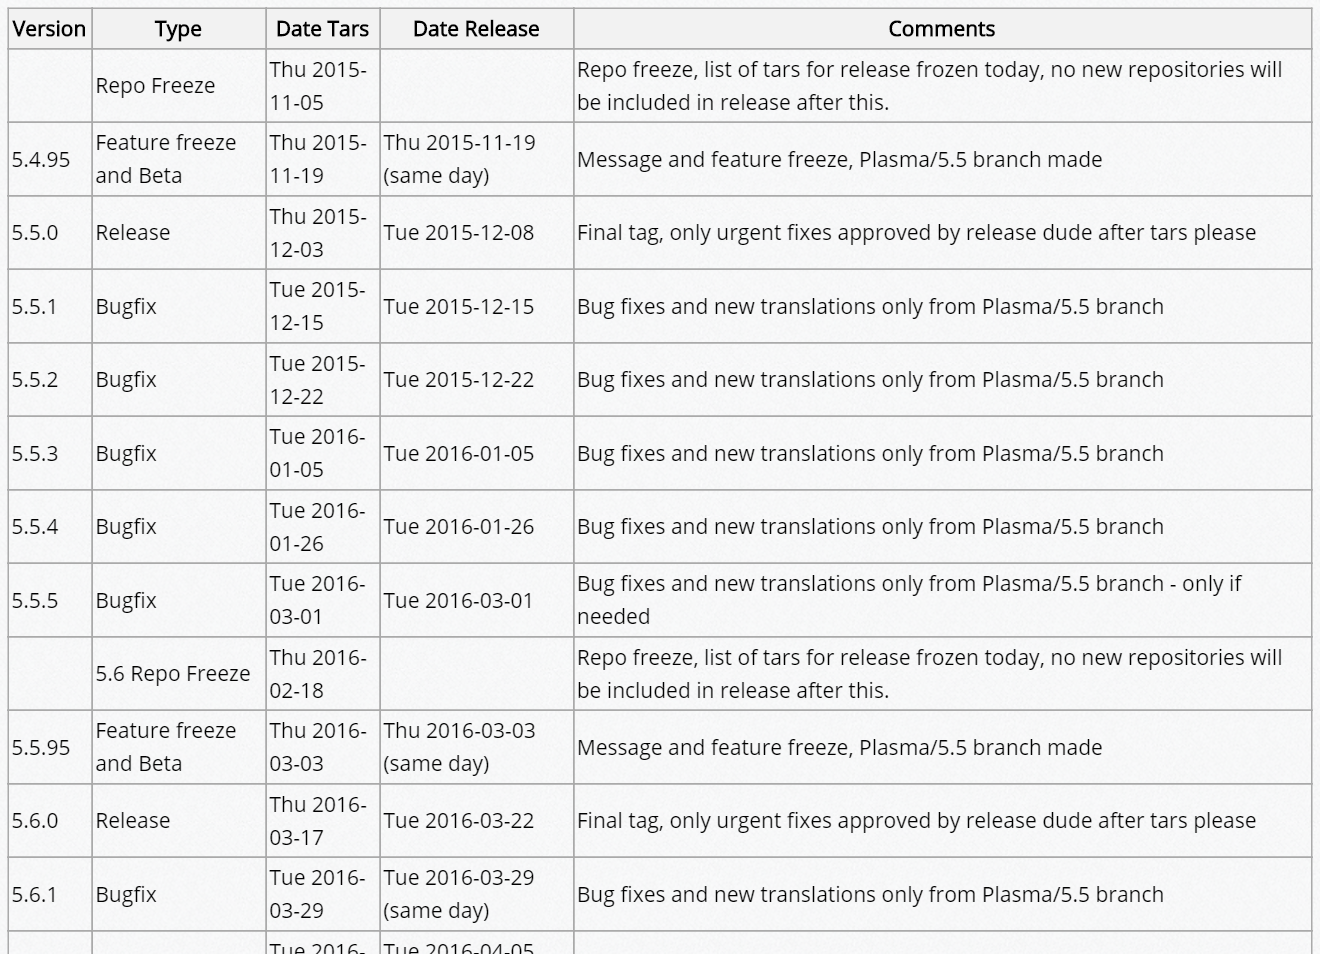 Version Type Date Tars Date Release Comments
Repo Freeze Thu 2015-11-05 Repo freeze, list of tars for release frozen today, no new repositories will be included in release after this.
5.4.95 Feature freeze and Beta Thu 2015-11-19 Thu 2015-11-19 (same day) Message and feature freeze, Plasma/5.5 branch made
5.5.0 Release Thu 2015-12-03 Tue 2015-12-08 Final tag, only urgent fixes approved by release dude after tars please
5.5.1 Bugfix Tue 2015-12-15 Tue 2015-12-15 Bug fixes and new translations only from Plasma/5.5 branch
5.5.2 Bugfix Tue 2015-12-22 Tue 2015-12-22 Bug fixes and new translations only from Plasma/5.5 branch
5.5.3 Bugfix Tue 2016-01-05 Tue 2016-01-05 Bug fixes and new translations only from Plasma/5.5 branch
5.5.4 Bugfix Tue 2016-01-26 Tue 2016-01-26 Bug fixes and new translations only from Plasma/5.5 branch
5.5.5 Bugfix Tue 2016-03-01 Tue 2016-03-01 Bug fixes and new translations only from Plasma/5.5 branch - only if needed
5.6 Repo Freeze Thu 2016-02-18 Repo freeze, list of tars for release frozen today, no new repositories will be included in release after this.
5.5.95 Feature freeze and Beta Thu 2016-03-03 Thu 2016-03-03 (same day) Message and feature freeze, Plasma/5.5 branch made
5.6.0 Release Thu 2016-03-17 Tue 2016-03-22 Final tag, only urgent fixes approved by release dude after tars please
5.6.1 Bugfix Tue 2016-03-29 Tue 2016-03-29 (same day) Bug fixes and new translations only from Plasma/5.5 branch
Tue 2016- Tue 2016-04-05